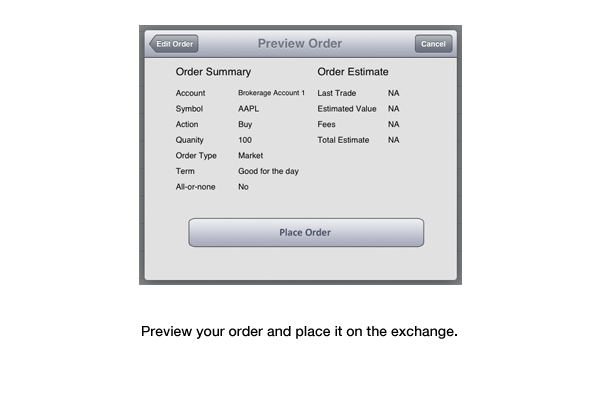 Edit Order
Preview Order
Cancel
Order Summary
Account Brokerage Account 1
Symbol AAPL
Action Buy
Quanity 100
Order Type Market
Term Good for the day
All-or-none No
Order Estimate
Last Trade NA
Estimated Value NA
Fees NA
Total Estimate NA
Place Order
Preview your order and place it on the exchange.